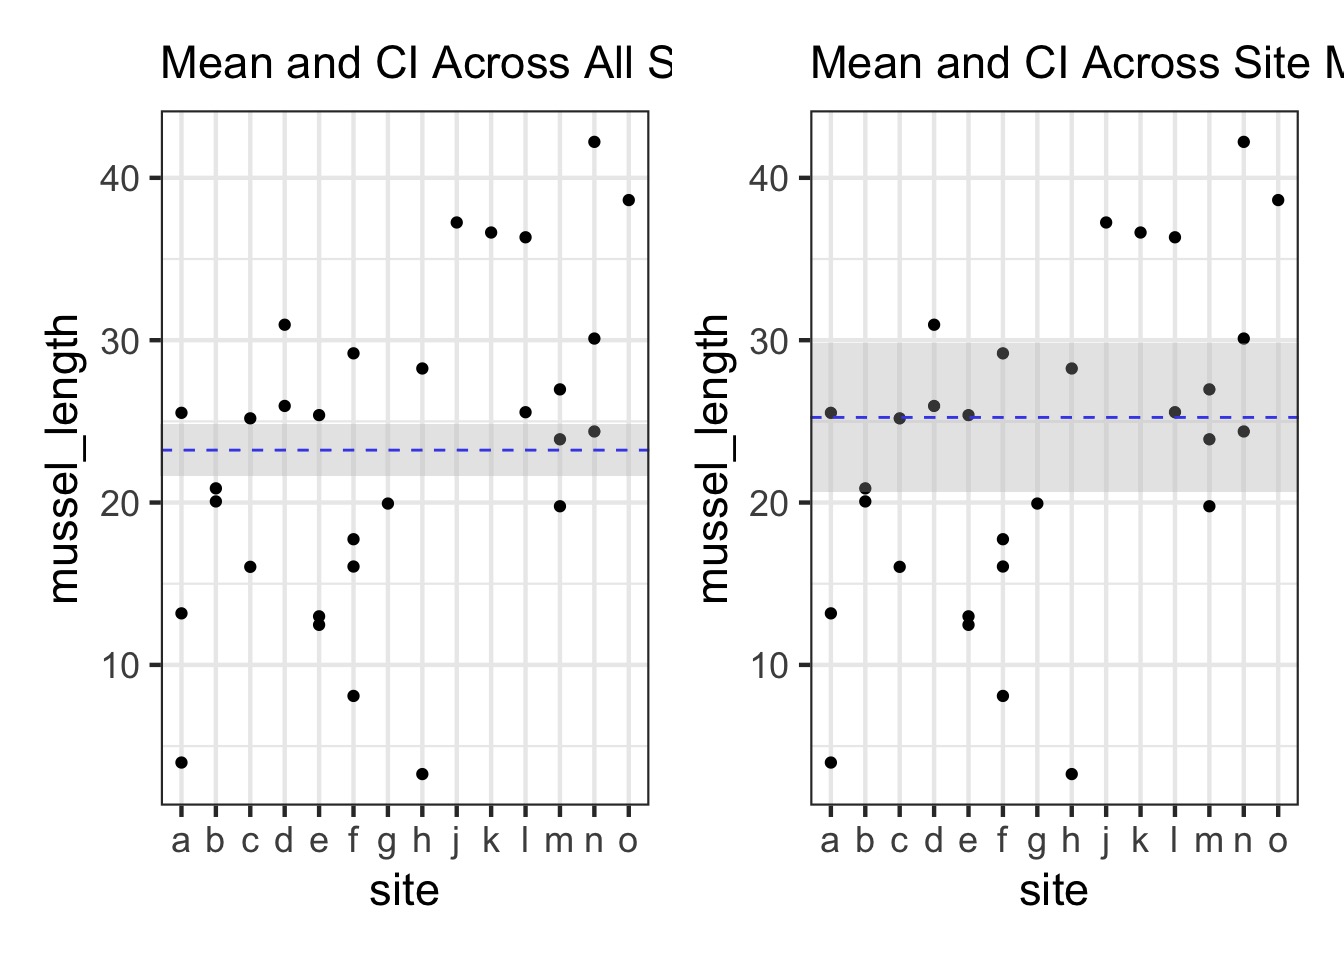 Mean and CI Across All S
mussel_length
40
30
20
10
a b c d e f g h j k l m n o
site
Mean and CI Across Site M
mussel_length
40
30
20
10
a b c d e f g h j k l m n o
site